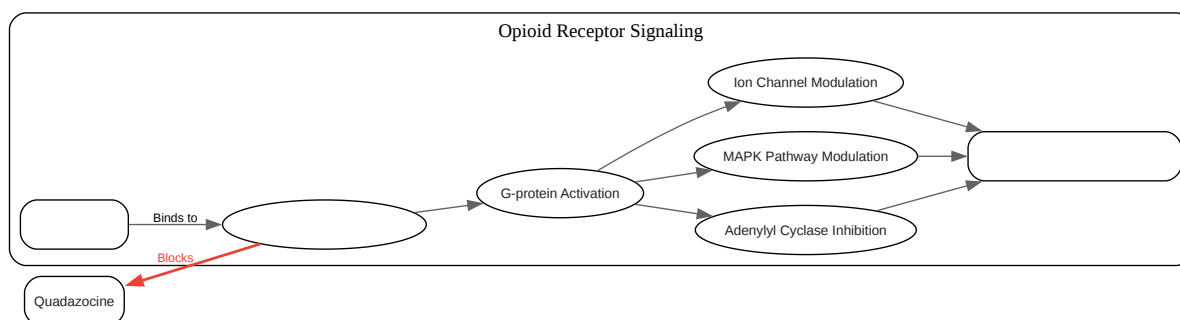 Opioid Receptor Signaling
Ion Channel Modulation
MAPK Pathway Modulation
G-protein Activation
Binds to
Adenylyl Cyclase Inhibition
Blocks
Quadazocine